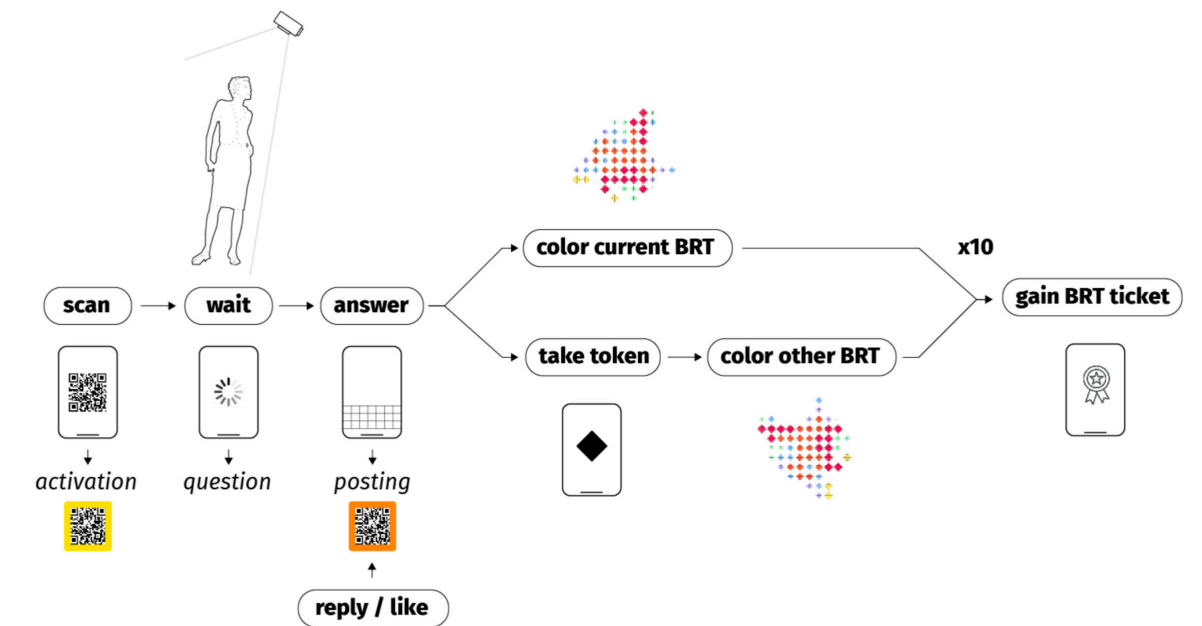 color current BRT
x10
scan
wait
answer
gain BRT ticket
take token
color other BRT
activation
question
posting
reply / like